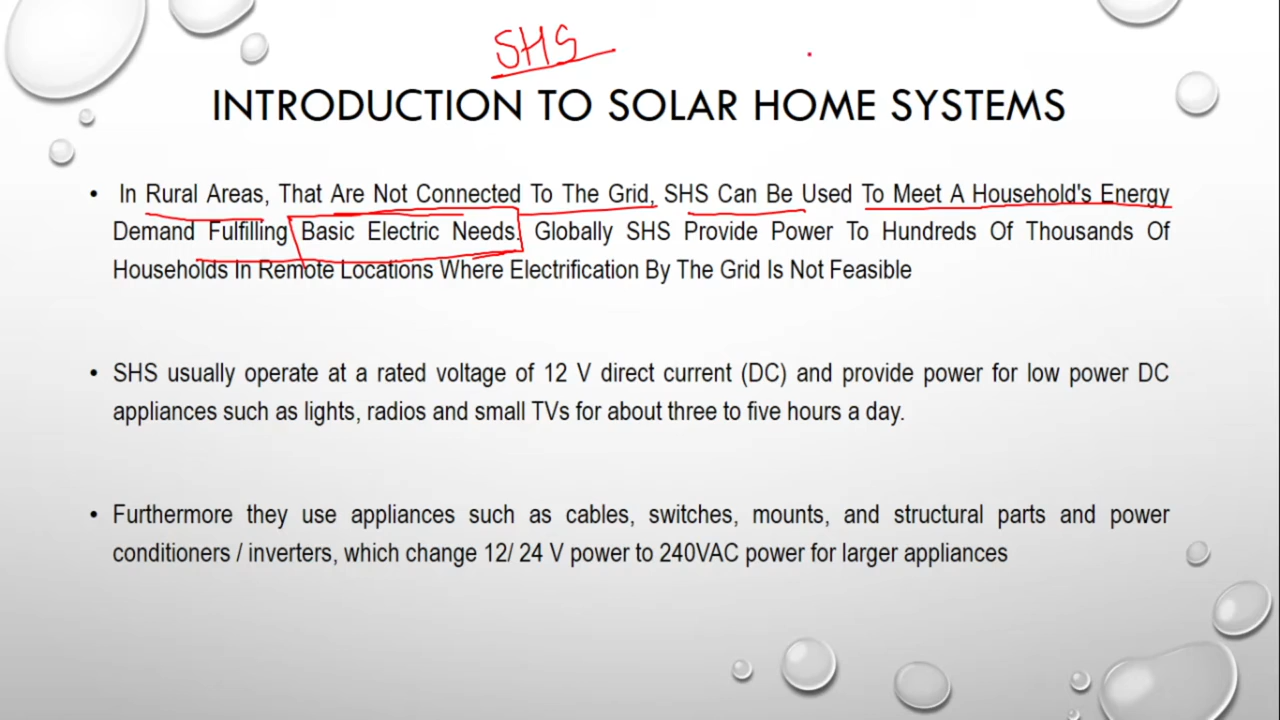 SHS
INTRODUCTION TO SOLAR HOME SYSTEMS
• In Rural Areas, That Are Not Connected To The Grid, SHS Can Be Used To Meet A Household's Energy
Demand Fulfilling Basic Electric Needs. Globally SHS Provide Power To Hundreds Of Thousands Of
Households In Remote Locations Where Electrification By The Grid Is Not Feasible
• SHS usually operate at a rated voltage of 12 V direct current (DC) and provide power for low power DC
appliances such as lights, radios and small TVs for about three to five hours a day.
• Furthermore they use appliances such as cables, switches, mounts, and structural parts and power
conditioners / inverters, which change 12/ 24 V power to 240VAC power for larger appliances